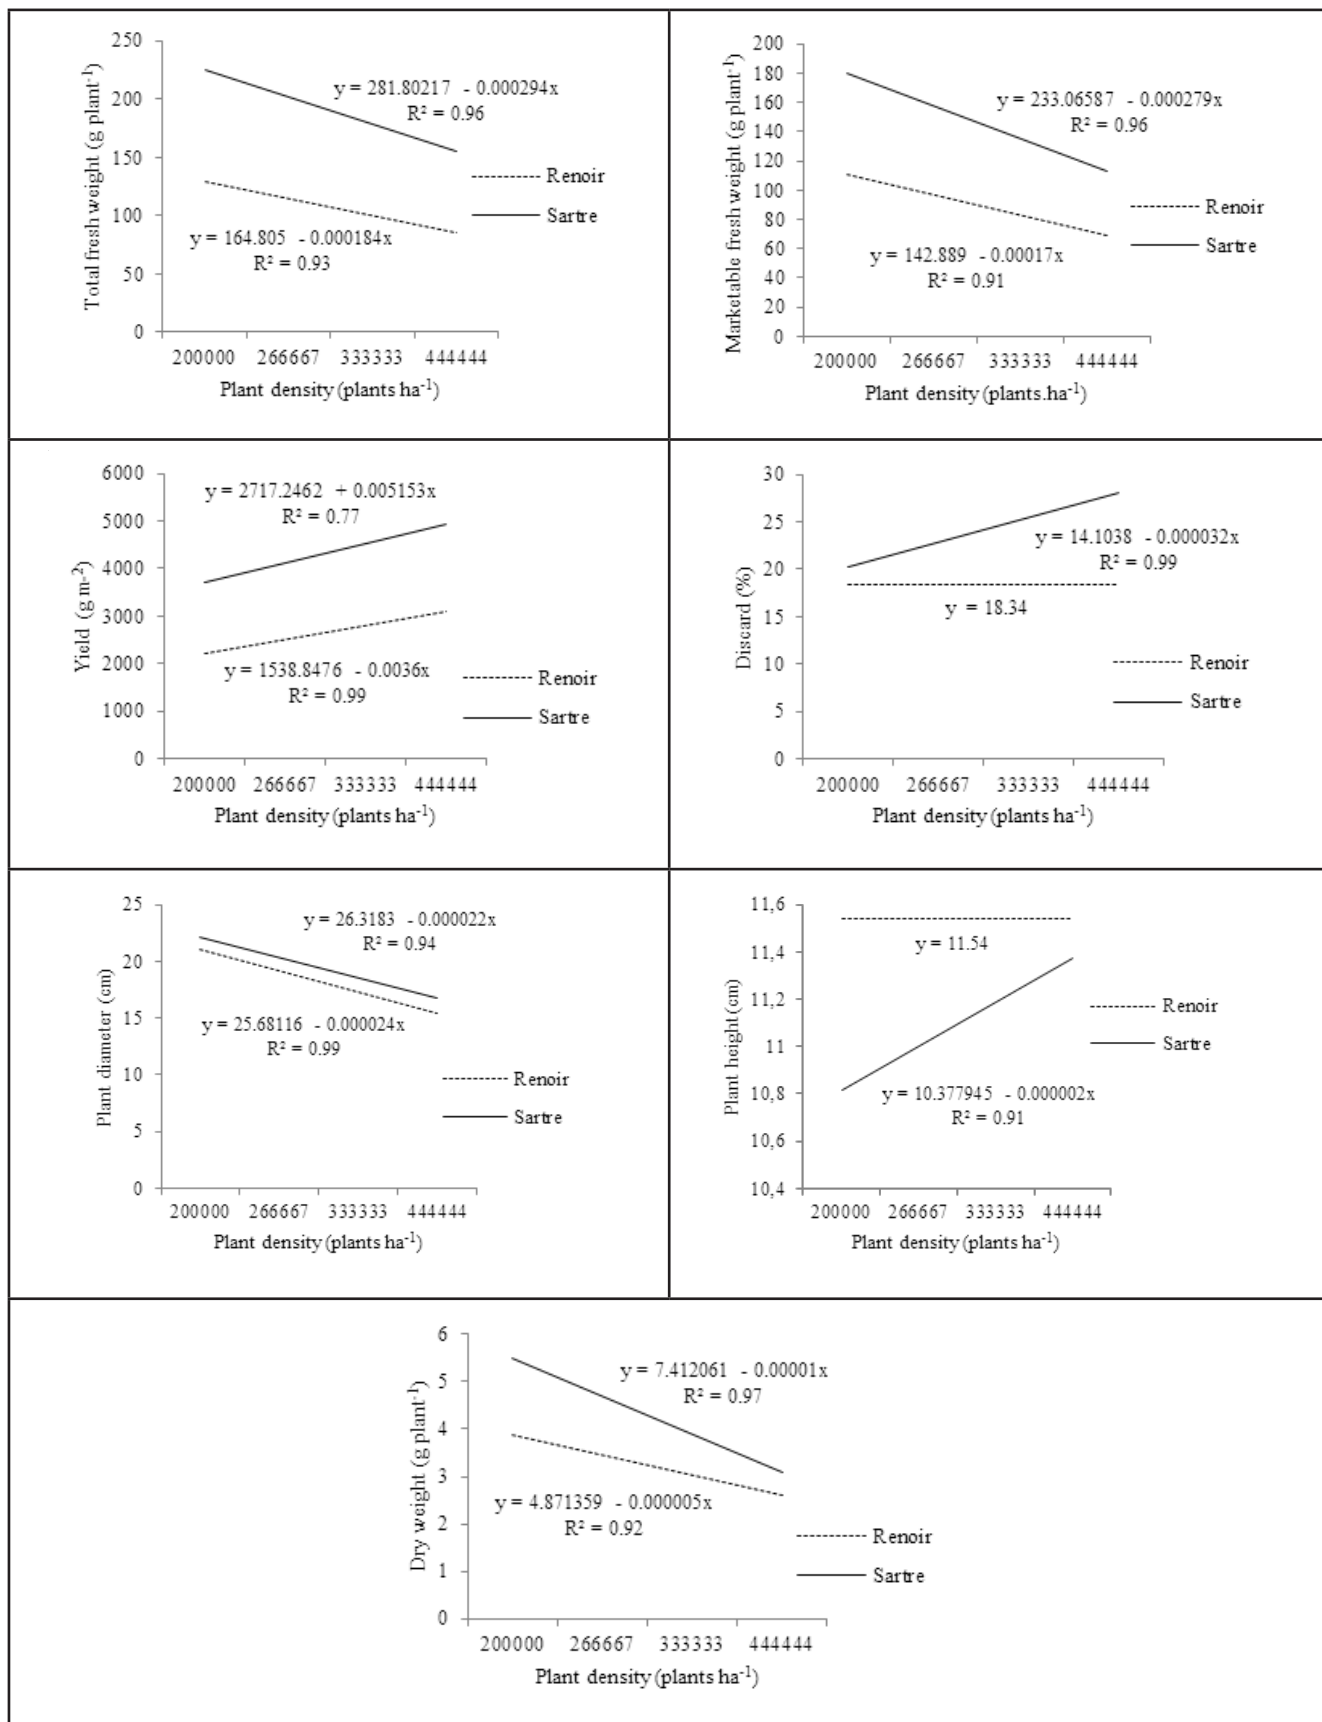 250
200
150
100
50
0
Total fresh weight (g plant-1)
y = 281.80217 - 0.000294x
R² = 0.96
Renoir
Sartre
y = 164.805 - 0.000184x
R² = 0.93
200000 266667 333333 444444
Plant density (plants ha-1)
200
180
160
140
120
100
80
60
40
20
0
Marketable fresh weight (g plant-1)
y = 233.06587 - 0.000279x
R² = 0.96
Renoir
Sartre
y = 142.889 - 0.00017x
R² = 0.91
200000 266667 333333 444444
Plant density (plants.ha-1)
6000
5000
4000
3000
2000
1000
0
Yield (g m-2)
y = 2717.2462 + 0.005153x
R² = 0.77
y = 1538.8476 - 0.0036x
R² = 0.99
Renoir
Sartre
200000 266667 333333 444444
Plant density (plants ha-1)
30
25
20
15
10
5
0
Discard (%)
y = 14.1038 - 0.000032x
R² = 0.99
y = 18.34
Renoir
Sartre
200000 266667 333333 444444
Plant density (plants ha-1)
25
20
15
10
5
0
Plant diameter (cm)
y = 26.3183 - 0.000022x
R² = 0.94
y = 25.68116 - 0.000024x
R² = 0.99
Renoir
Sartre
200000 266667 333333 444444
Plant density (plants ha-1)
11,6
11,4
11,2
11
10,8
10,6
10,4
Plant height (cm)
y = 11.54
Renoir
Sartre
y = 10.377945 - 0.000002x
R² = 0.91
200000 266667 333333 444444
Plant density (plants ha-1)
6
5
4
3
2
1
0
Dry weight (g plant-1)
y = 7.412061 - 0.00001x
R² = 0.97
y = 4.871359 - 0.000005x
R² = 0.92
Renoir
Sartre
200000 266667 333333 444444
Plant density (plants ha-1)